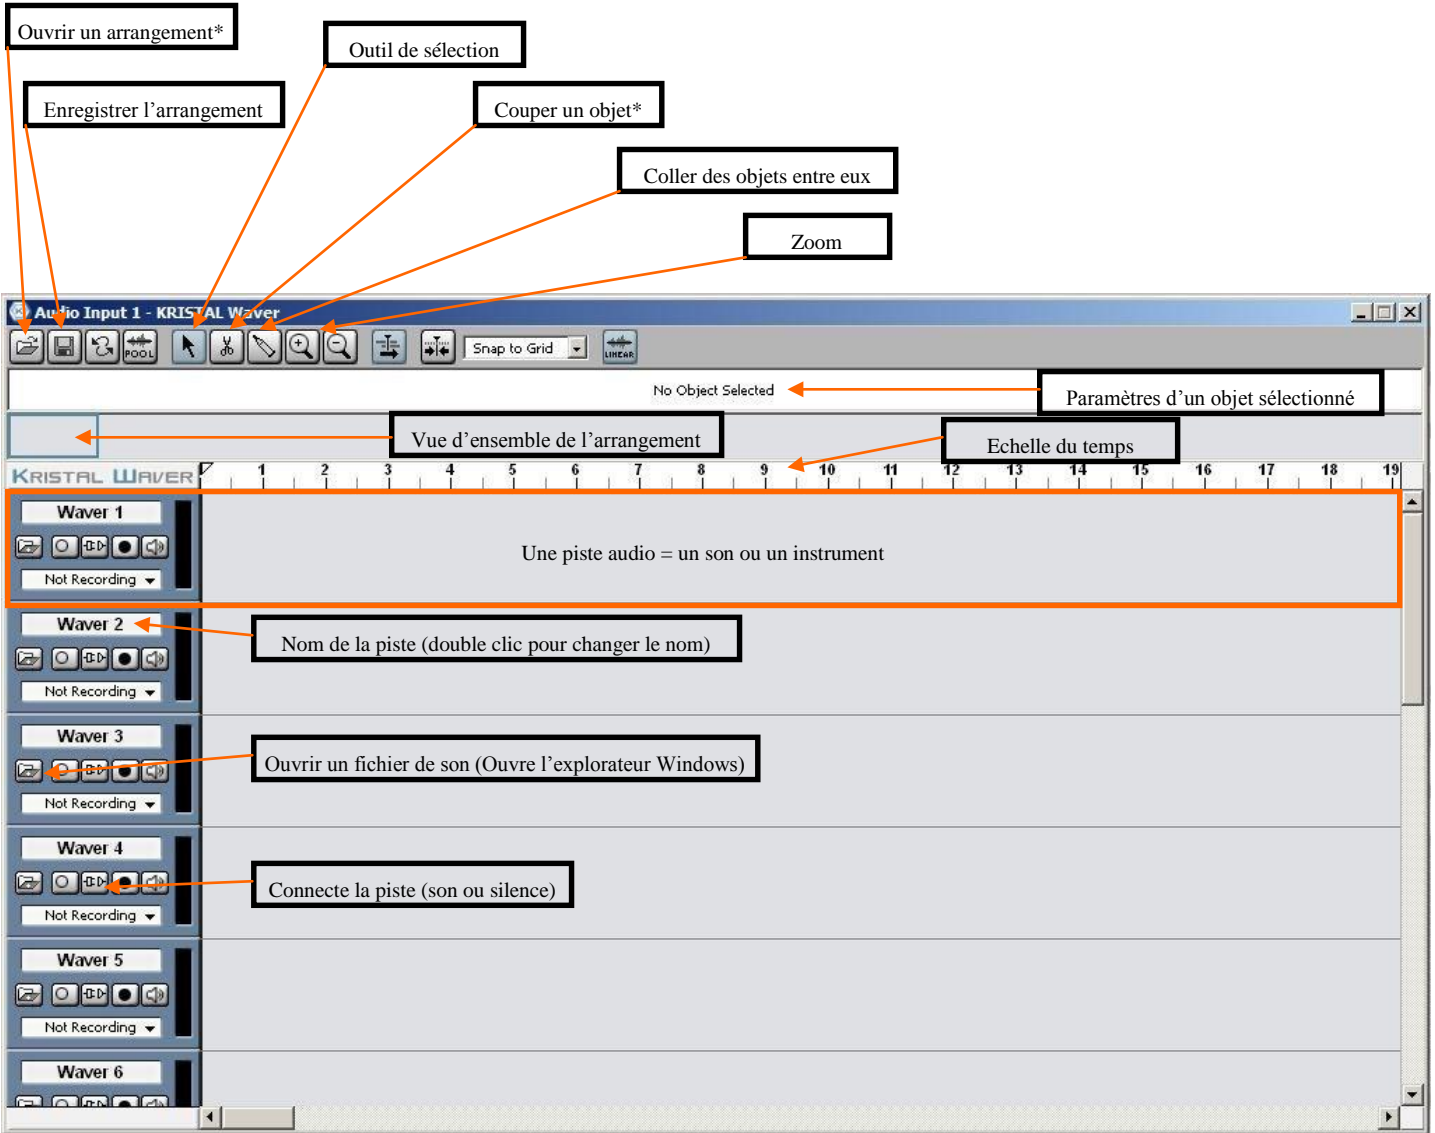 Ouvrir un arrangement*
Outil de sélection
Enregistrer l’arrangement
Couper un objet*
Coller des objets entre eux
Zoom
Audio Input 1 - KRISTAL Waver
POOL
Snap to Grid
LINEAR
No Object Selected
Paramètres d’un objet sélectionné
Vue d’ensemble de l’arrangement
Echelle du temps
KRISTAL WAVER
1 2 3 4 5 6 7 8 9 10 11 12 13 14 15 16 17 18 19
Waver 1
Une piste audio = un son ou un instrument
Not Recording
Waver 2
Nom de la piste (double clic pour changer le nom)
Not Recording
Waver 3
Ouvrir un fichier de son (Ouvre l’explorateur Windows)
Not Recording
Waver 4
Connecte la piste (son ou silence)
Not Recording
Waver 5
Not Recording
Waver 6